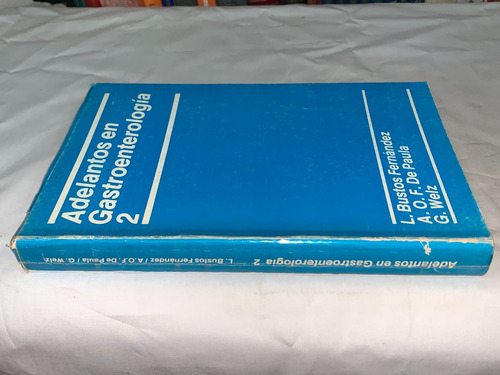 Adelantos en
Gastroenterología
2
L. Bustos Fernández
A. O. F. De Paula
G. Welz
L. Bustos Fernández / A.O.F. De Paula / G. Welz
Adelantos en Gastroenterología 2